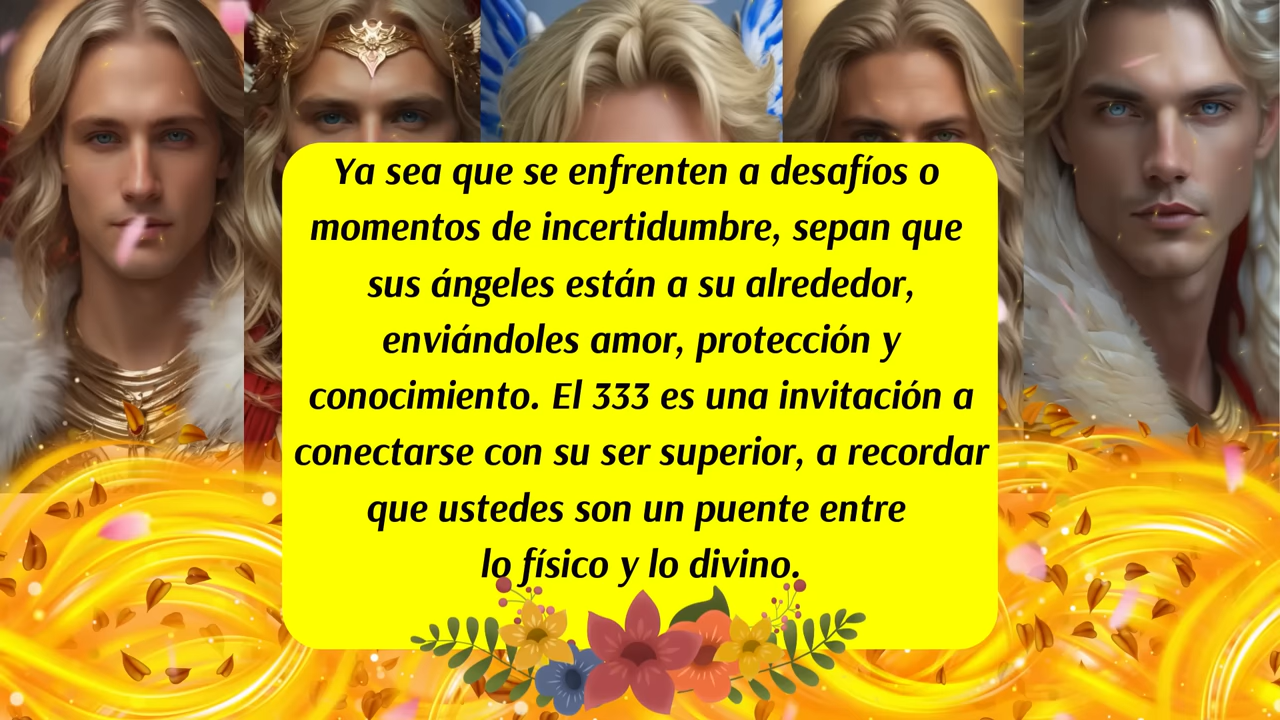 Ya sea que se enfrenten a desafíos o
momentos de incertidumbre, sepan que
sus ángeles están a su alrededor,
enviándoles amor, protección y
conocimiento. El 333 es una invitación a
conectarse con su ser superior, a recordar
que ustedes son un puente entre
lo físico y lo divino.